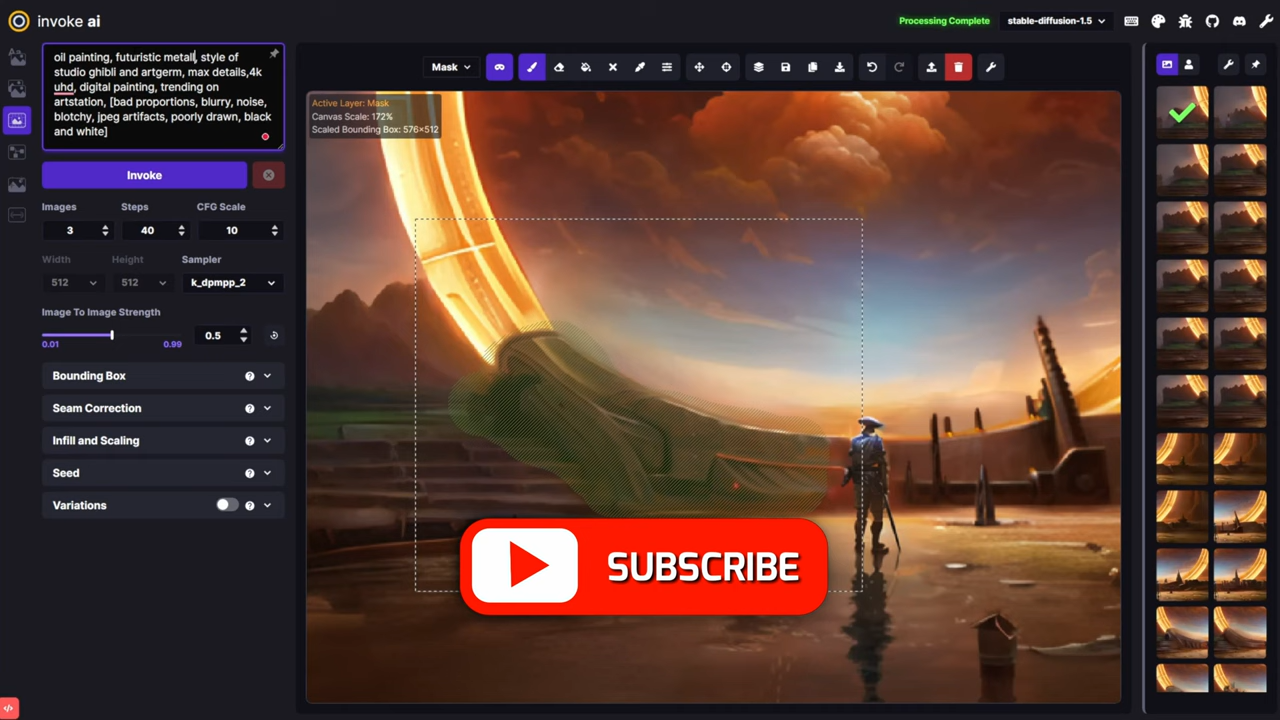 invoke ai
Processing Complete
stable-diffusion-1.5
oil painting, futuristic metall, style of
studio ghibli and artgerm, max details,4k
uhd, digital painting, trending on
artstation, [bad proportions, blurry, noise,
blotchy, jpeg artifacts, poorly drawn, black
and white]
Mask
Active Layer: Mask
Canvas Scale: 172%
Scaled Bounding Box: 576×512
Invoke
Images
Steps
CFG Scale
3
40
10
Width
Height
Sampler
512
512
k_dpmpp_2
Image To Image Strength
0.5
0.01
0.99
Bounding Box
Seam Correction
Infill and Scaling
Seed
Variations
SUBSCRIBE